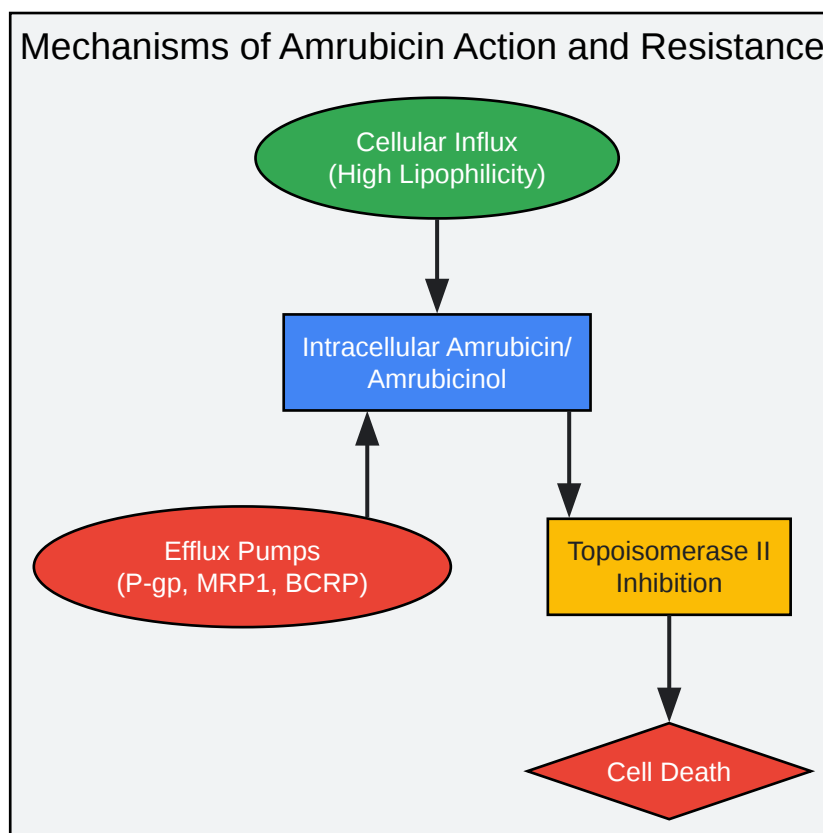 Mechanisms of Amrubicin Action and Resistance
Cellular Influx
(High Lipophilicity)
Intracellular Amrubicin/
Amrubicinol
Efflux Pumps
(P-gp, MRP1, BCRP)
Topoisomerase II
Inhibition
Cell Death